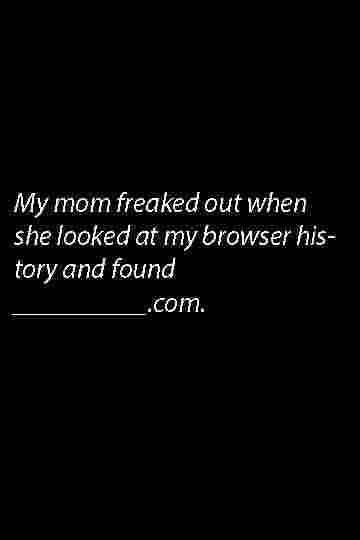 My mom freaked out when
she looked at my browser his-
tory and found
__________.com.